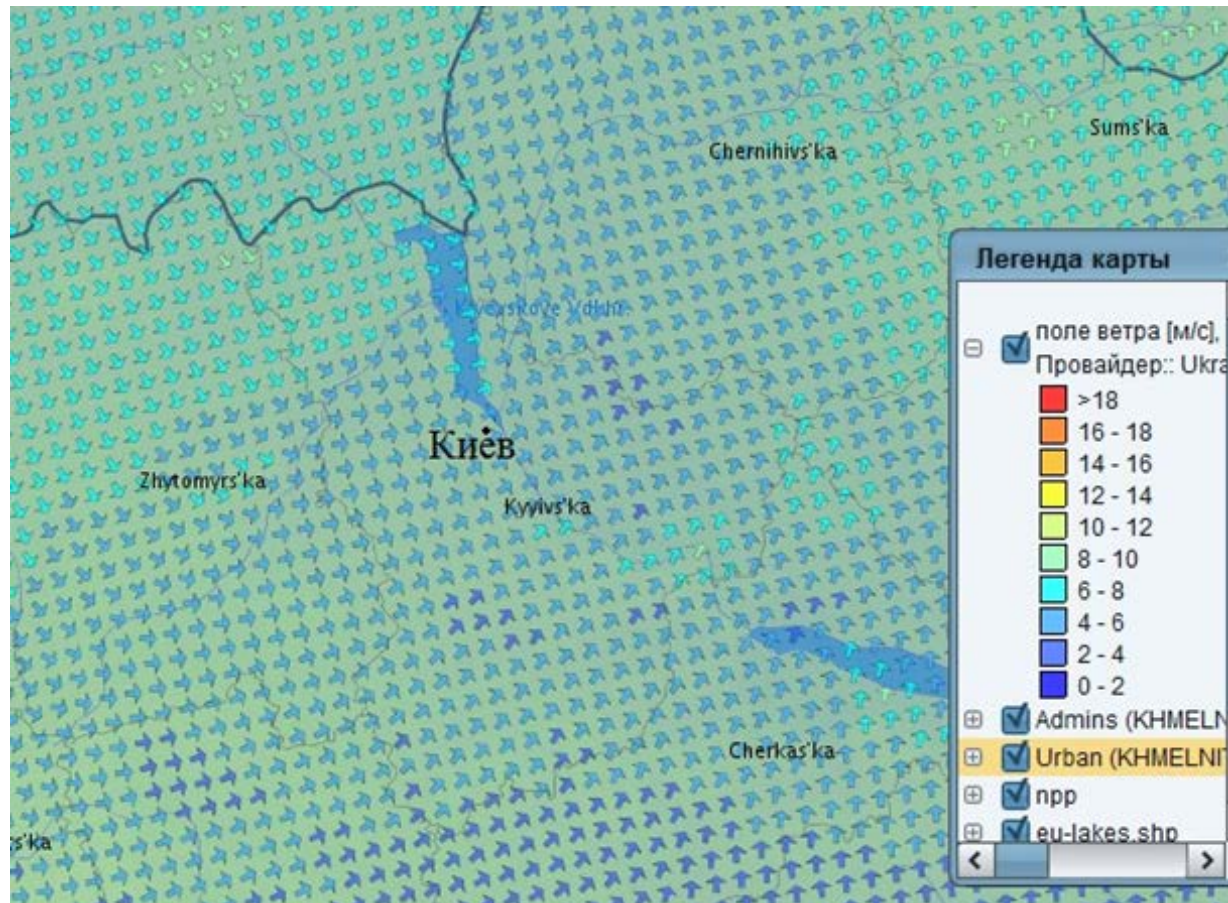 Sums'ka
Chernihivs'ka
Kyyevskoye Vdkhr.
Киев
Zhytomyrs'ka
Kyyivs'ka
Cherkas'ka
s'ka
Легенда карты
поле ветра [м/с],
Провайдер:: Ukra
>18
16 - 18
14 - 16
12 - 14
10 - 12
8 - 10
6 - 8
4 - 6
2 - 4
0 - 2
Admins (KHMELN
Urban (KHMELNI
npp
eu-lakes.shp